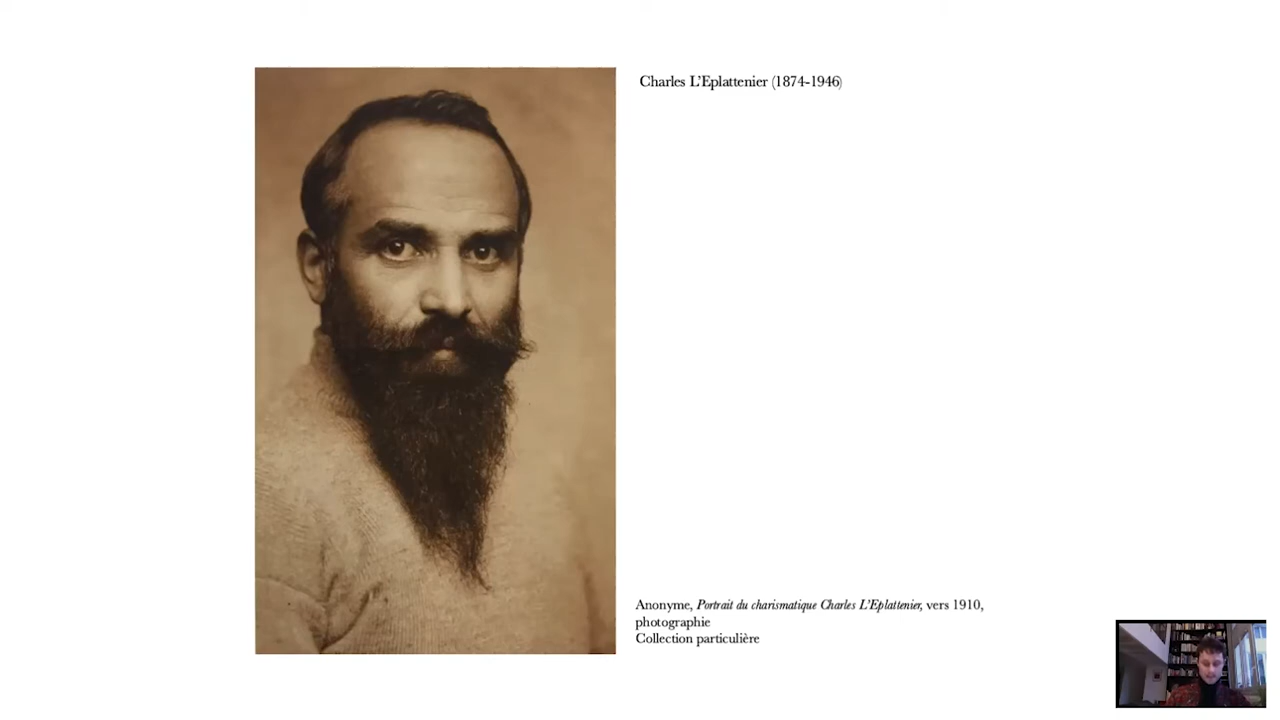 Charles L’Eplattenier (1874-1946)
Anonyme, Portrait du charismatique Charles L’Eplattenier, vers 1910,
photographie
Collection particulière